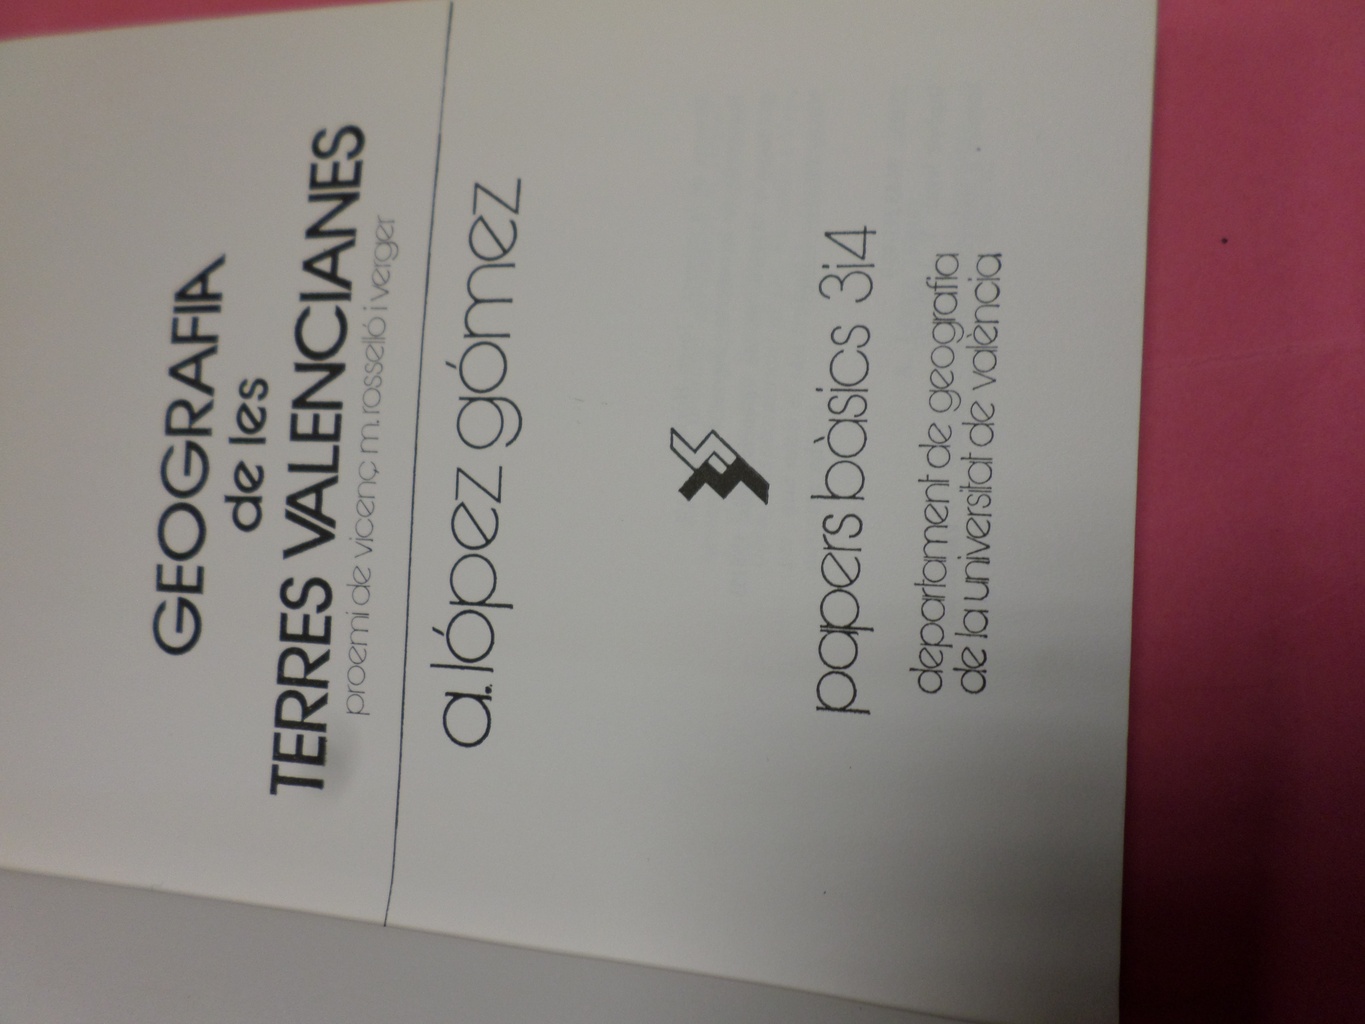 GEOGRAFIA
de les
TERRES VALENCIANES
proemi de vicenç m. rosselló i verger
a. lópez gómez
papers bàsics 3i4
departament de geografia
de la universitat de valència